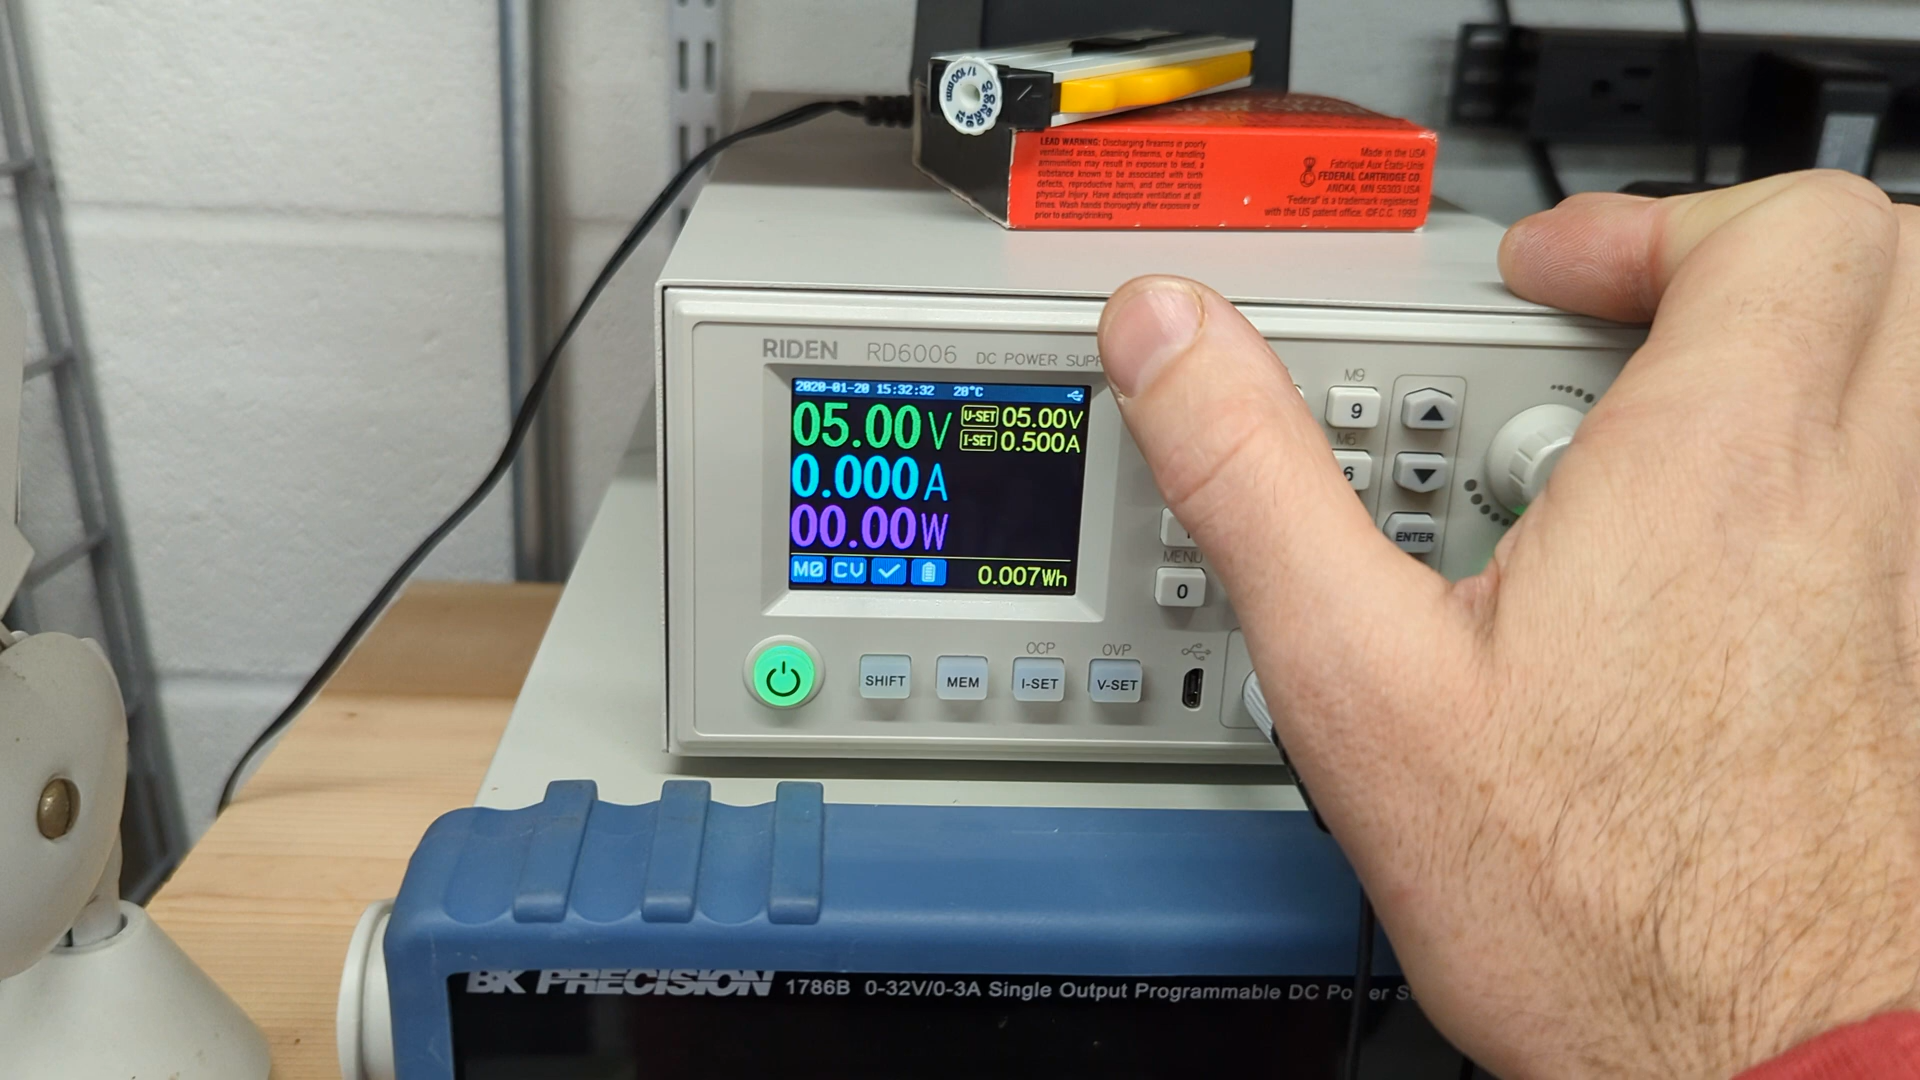 1/100mm
LEAD WARNING: Discharging firearms in poorly
ventilated areas, cleaning firearms, or handling
ammunition may result in exposure to lead, a
substance known to be associated with birth
defects, reproductive harm, and other serious
physical injury. Have adequate ventilation at all
times. Wash hands thoroughly after exposure or
prior to eating/drinking.
Made in the USA
Fabriqué Aux États-Unis
FEDERAL CARTRIDGE CO.
ANOKA, MN 55303 USA
"Federal" is a trademark registered
with the US patent office. ©F.C.C. 1993
RIDEN RD6006 DC POWER SUPP
2020-01-20 15:32:32 28°C
05.00V
V-SET 05.00V
I-SET 0.500A
0.000A
00.00W
M0 CV 0.007Wh
M9
9
M6
6
ENTER
MENU
0
OCP OVP
SHIFT MEM I-SET V-SET
BK PRECISION 1786B 0-32V/0-3A Single Output Programmable DC Power